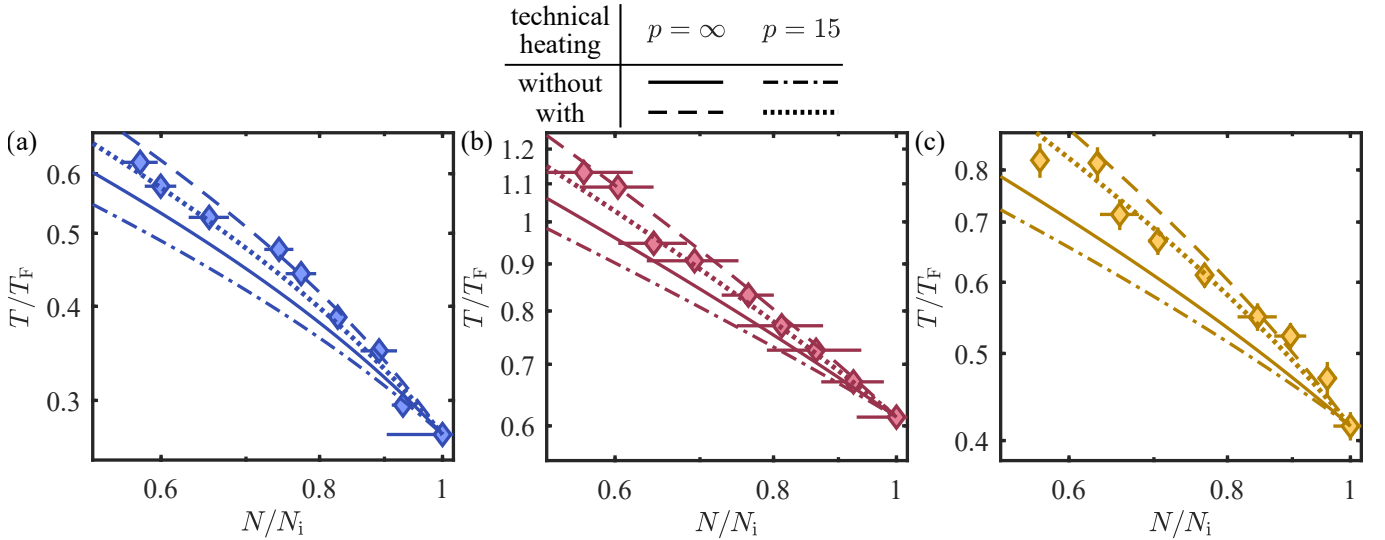 technical
heating
p = ∞
p = 15
without
with
(a)
0.6
0.5
0.4
0.3
T/T_F
0.6
0.8
1
N/N_i
(b)
1.2
1.1
1
0.9
0.8
0.7
0.6
T/T_F
0.6
0.8
1
N/N_i
(c)
0.8
0.7
0.6
0.5
0.4
T/T_F
0.6
0.8
1
N/N_i